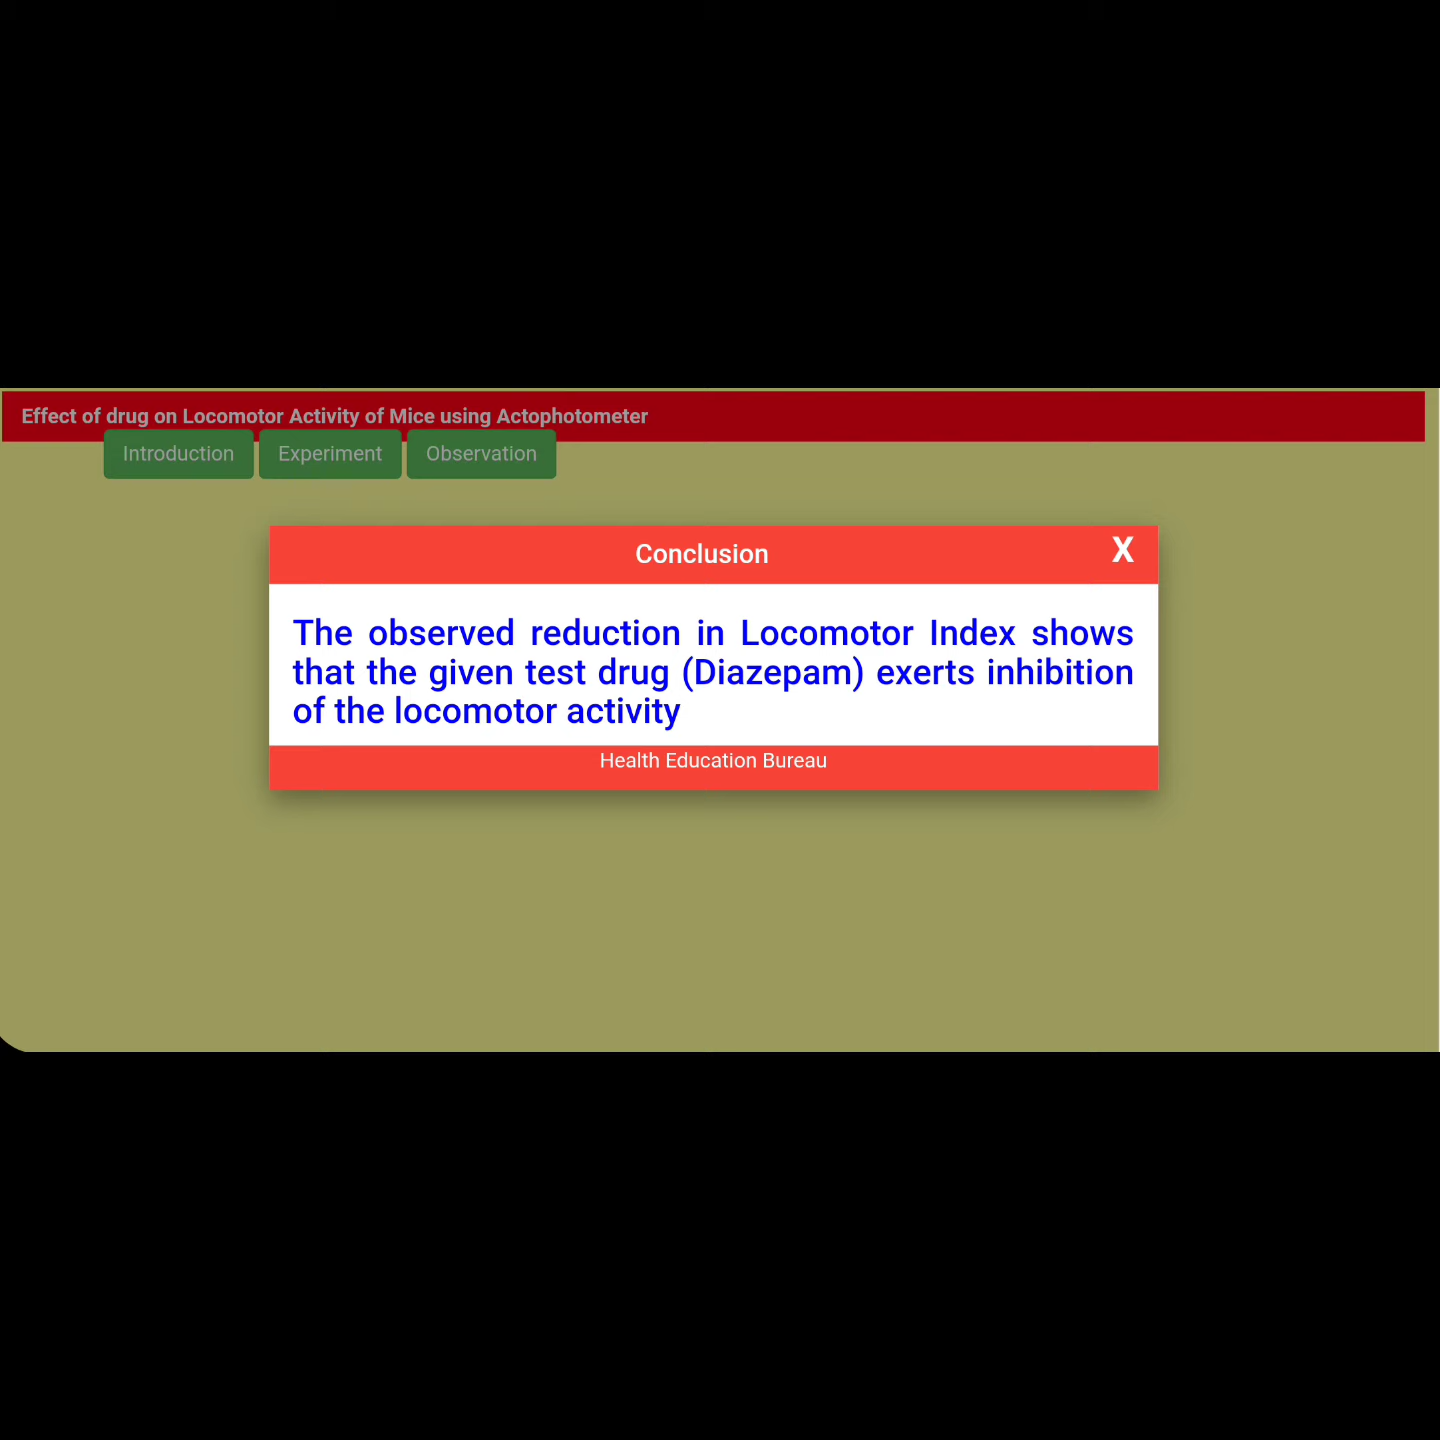 Effect of drug on Locomotor Activity of Mice using Actophotometer
Introduction Experiment Observation
Conclusion X
The observed reduction in Locomotor Index shows
that the given test drug (Diazepam) exerts inhibition
of the locomotor activity
Health Education Bureau